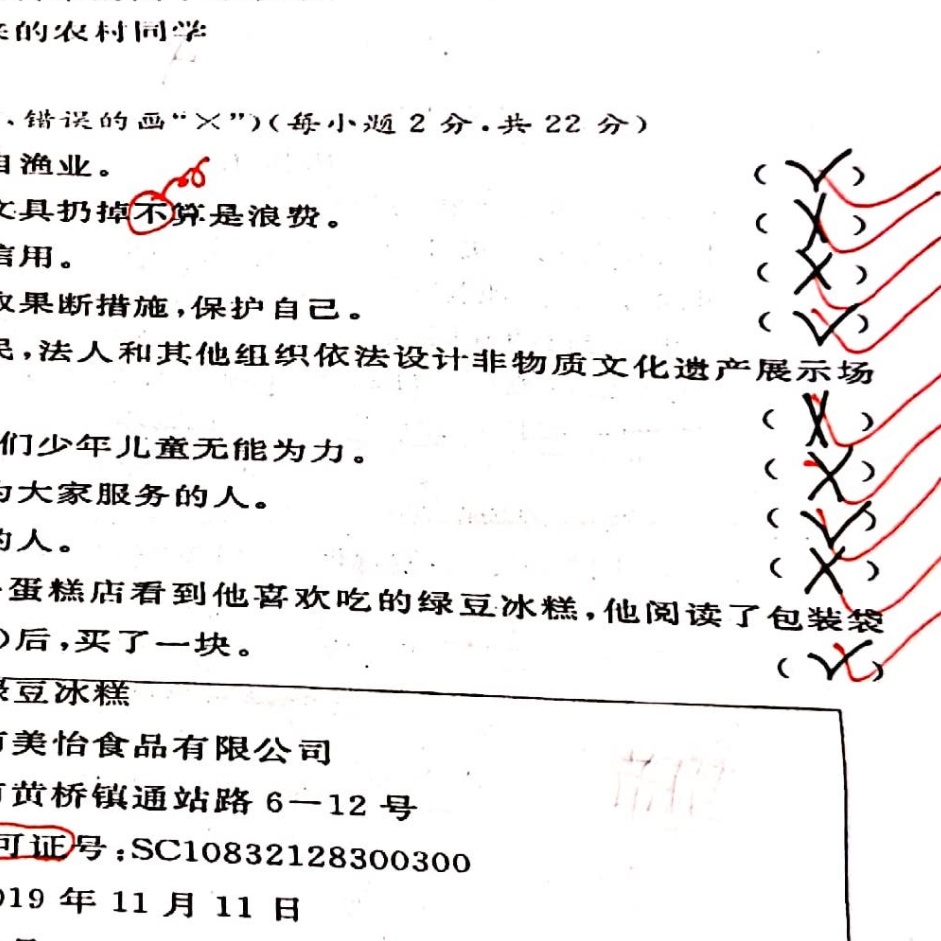 的农村同学
、错误的画“×”)(每小题 2 分.共 22 分)
渔业。 ( √ )
文具扔掉不算是浪费。 ( × )
信用。 ( × )
果断措施,保护自己。 ( √ )
民,法人和其他组织依法设计非物质文化遗产展示场
( × )
们少年儿童无能为力。 ( × )
为大家服务的人。 ( √ )
的人。 ( × )
蛋糕店看到他喜欢吃的绿豆冰糕,他阅读了包装袋
)后,买了一块。 ( √ )
绿豆冰糕
美怡食品有限公司
黄桥镇通站路 6—12 号
可证号:SC10832128300300
019 年 11 月 11 日